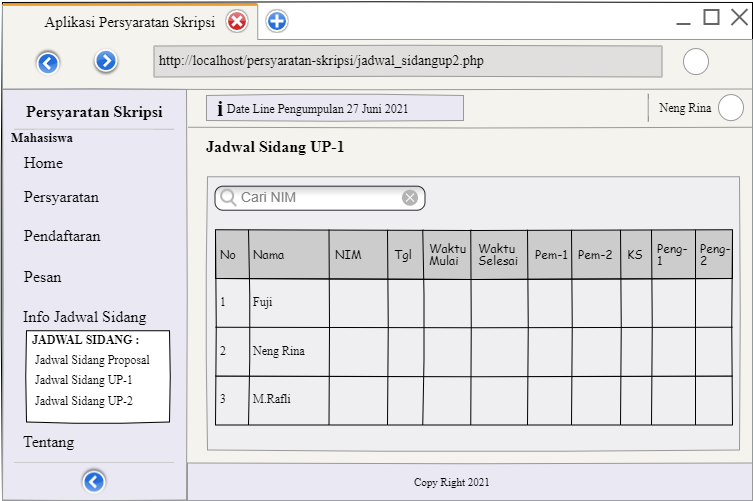 Aplikasi Persyaratan Skripsi
http://localhost/persyaratan-skripsi/jadwal_sidangup2.php
Persyaratan Skripsi
Mahasiswa
Home
Persyaratan
Pendaftaran
Pesan
Info Jadwal Sidang
JADWAL SIDANG :
Jadwal Sidang Proposal
Jadwal Sidang UP-1
Jadwal Sidang UP-2
Tentang
i Date Line Pengumpulan 27 Juni 2021
Neng Rina
Jadwal Sidang UP-1
Cari NIM
No Nama NIM Tgl Waktu Mulai Waktu Selesai Pem-1 Pem-2 KS Peng-1 Peng-2
1 Fuji
2 Neng Rina
3 M.Rafli
Copy Right 2021